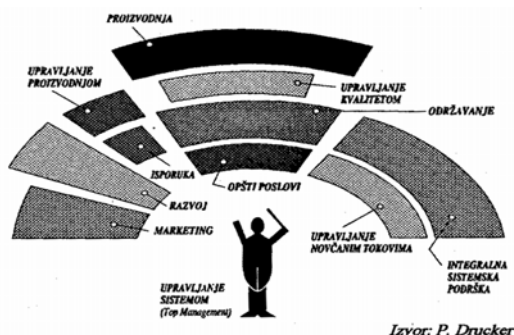 PROIZVODNJA
UPRAVLJANJE
PROIZVODNJOM
UPRAVLJANJE
KVALITETOM
ODRŽAVANJE
ISPORUKA
OPŠTI POSLOVI
RAZVOJ
MARKETING
UPRAVLJANJE
NOVČANIM TOKOVIMA
INTEGRALNA
SISTEMSKA
PODRŠKA
UPRAVLJANJE
SISTEMOM
(Top Management)
Izvor: P. Drucker